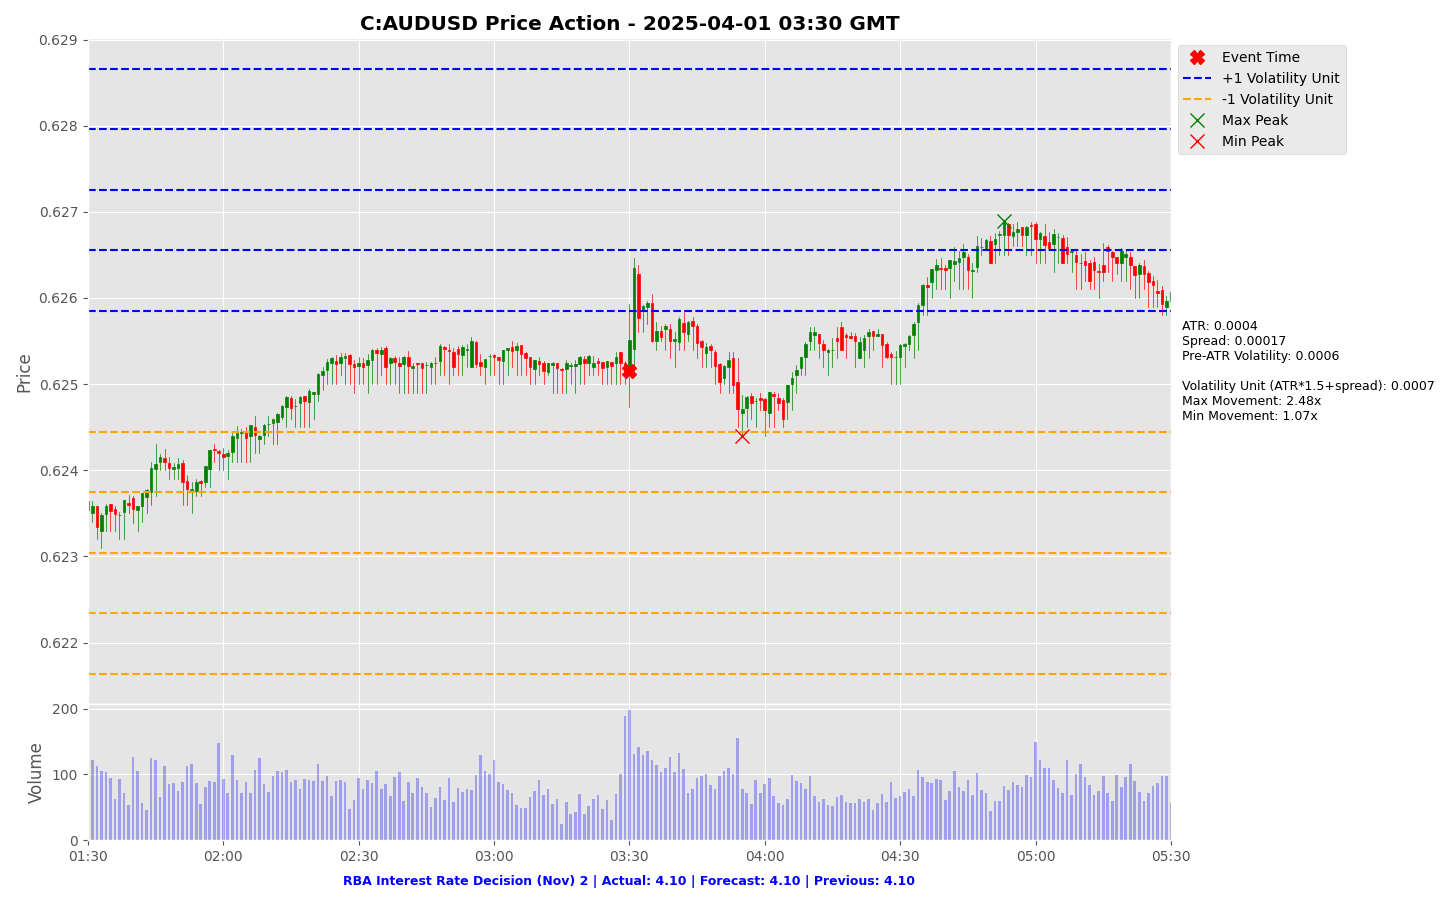 C:AUDUSD Price Action - 2025-04-01 03:30 GMT
Price
0.629
0.628
0.627
0.626
0.625
0.624
0.623
0.622
Event Time
+1 Volatility Unit
-1 Volatility Unit
Max Peak
Min Peak
ATR: 0.0004
Spread: 0.00017
Pre-ATR Volatility: 0.0006
Volatility Unit (ATR*1.5+spread): 0.0007
Max Movement: 2.48x
Min Movement: 1.07x
Volume
200
100
0
01:30 02:00 02:30 03:00 03:30 04:00 04:30 05:00 05:30
RBA Interest Rate Decision (Nov) 2 | Actual: 4.10 | Forecast: 4.10 | Previous: 4.10